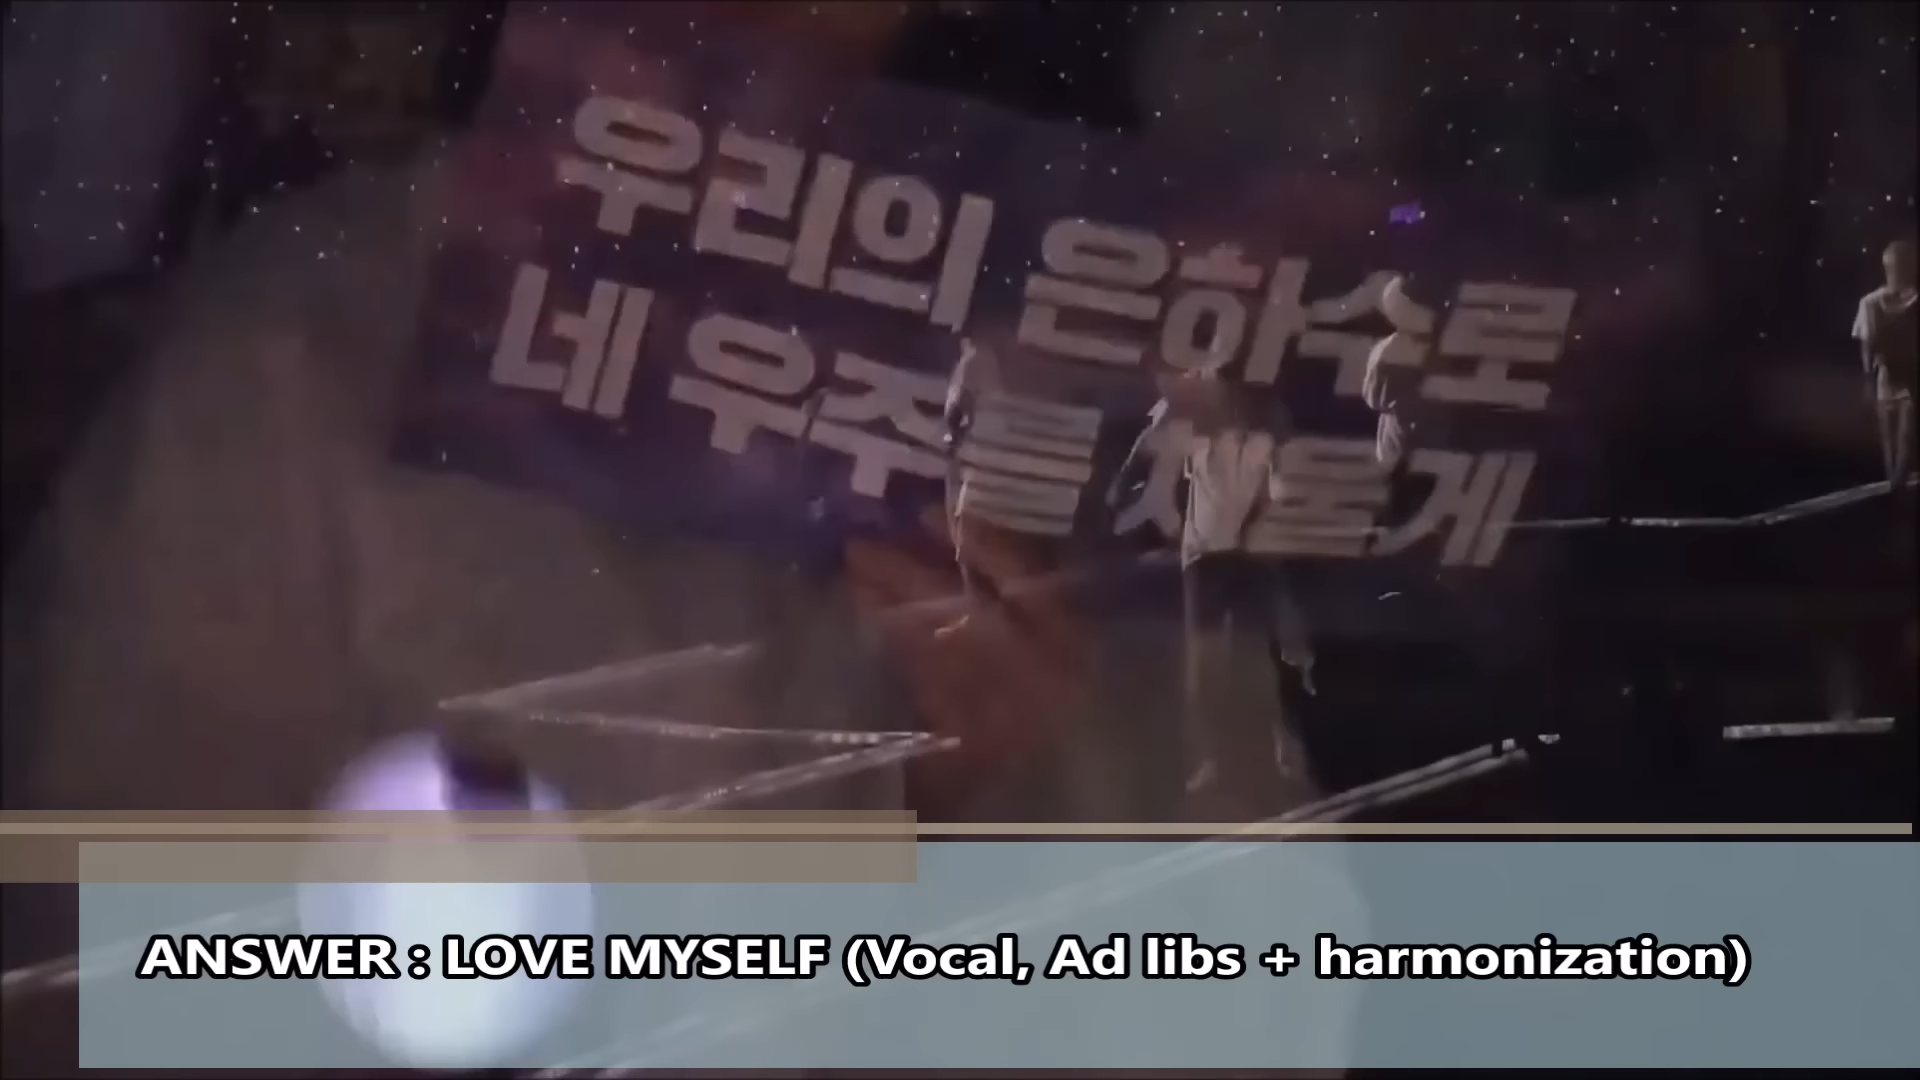 우리의 은하수로
네 우주를 채울게
ANSWER : LOVE MYSELF (Vocal, Ad libs + harmonization)